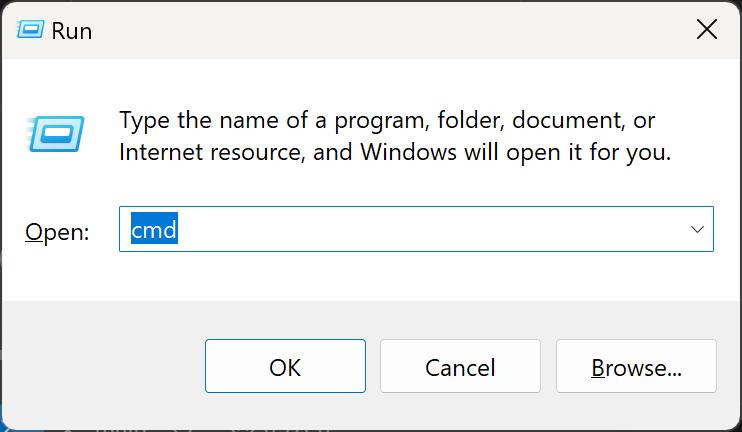 Run
Type the name of a program, folder, document, or
Internet resource, and Windows will open it for you.
Open: cmd
OK Cancel Browse...